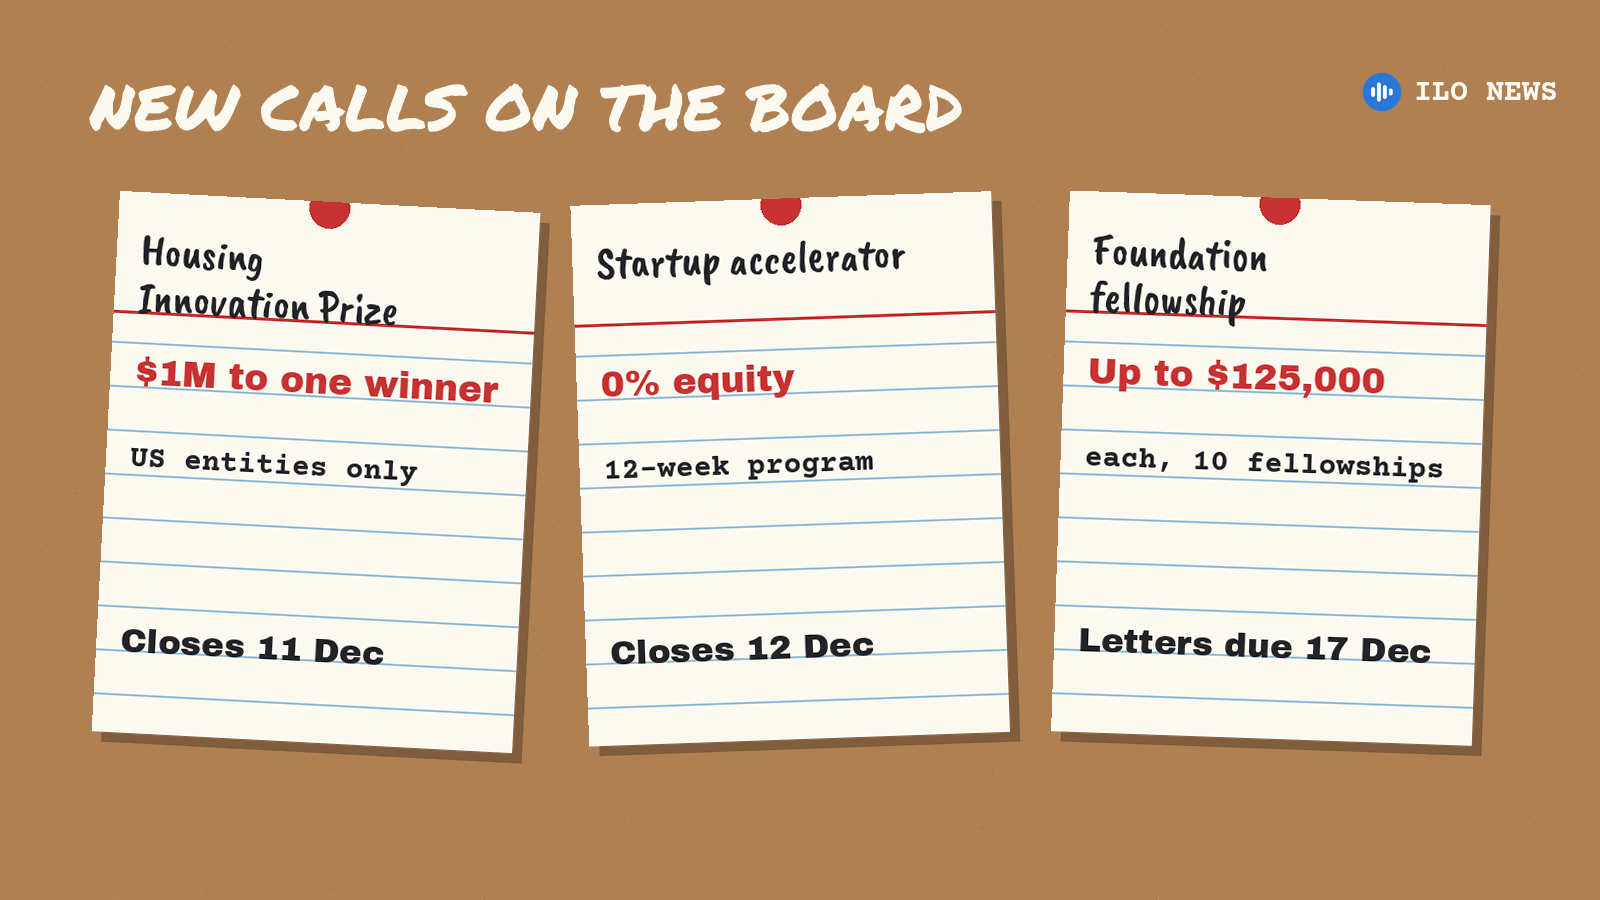 NEW CALLS ON THE BOARD
ILO NEWS
Housing
Innovation Prize
$1M to one winner
US entities only
Closes 11 Dec
Startup accelerator
0% equity
12-week program
Closes 12 Dec
Foundation
fellowship
Up to $125,000
each, 10 fellowships
Letters due 17 Dec